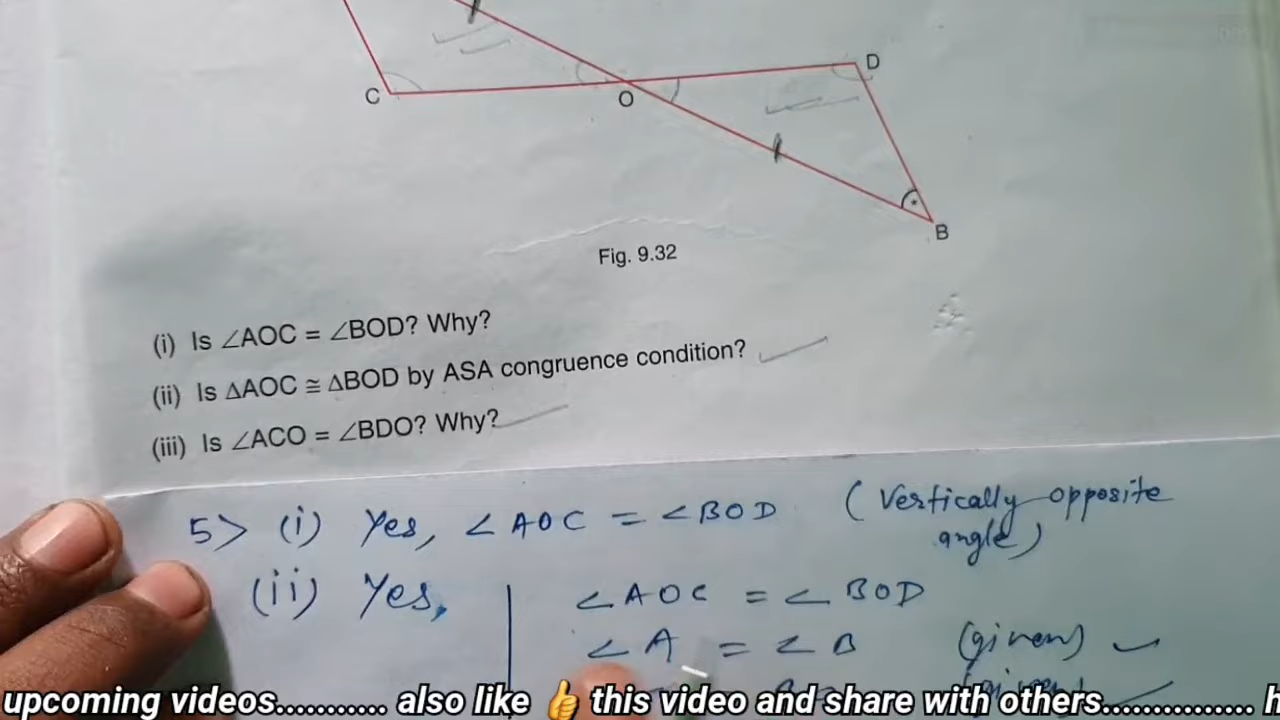 D
C
O
B
Fig. 9.32
(i) Is ∠AOC = ∠BOD? Why?
(ii) Is ΔAOC ≅ ΔBOD by ASA congruence condition?
(iii) Is ∠ACO = ∠BDO? Why?
5> (i) Yes, ∠AOC = ∠BOD (Vertically opposite
angle)
(ii) Yes, ∠AOC = ∠BOD
∠A = ∠B (given)
upcoming videos........... also like 👍 this video and share with others............... h